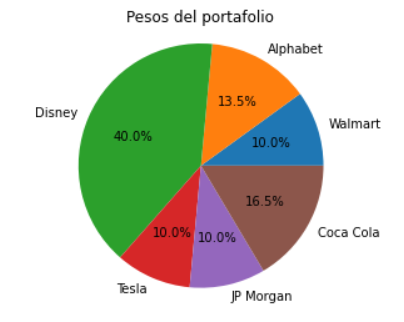 Pesos del portafolio
Alphabet
13.5%
Disney
40.0%
Walmart
10.0%
16.5%
Coca Cola
10.0%
Tesla
10.0%
JP Morgan